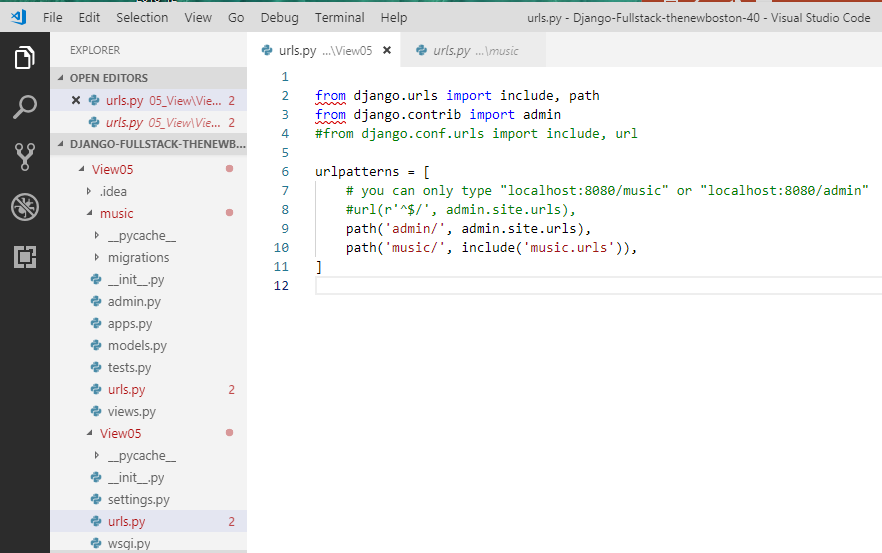 File Edit Selection View Go Debug Terminal Help urls.py - Django-Fullstack-thenewboston-40 - Visual Studio Code
EXPLORER
OPEN EDITORS
urls.py 05_View\Vie... 2
urls.py 05_View\Vie... 2
DJANGO-FULLSTACK-THENEWB...
View05
.idea
music
__pycache__
migrations
__init__.py
admin.py
apps.py
models.py
tests.py
urls.py 2
views.py
View05
__pycache__
__init__.py
settings.py
urls.py 2
wsgi.py
urls.py ...\View05 urls.py ...\music
1
2 from django.urls import include, path
3 from django.contrib import admin
4 #from django.conf.urls import include, url
5
6 urlpatterns = [
7 # you can only type "localhost:8080/music" or "localhost:8080/admin"
8 #url(r'^$/', admin.site.urls),
9 path('admin/', admin.site.urls),
10 path('music/', include('music.urls')),
11 ]
12